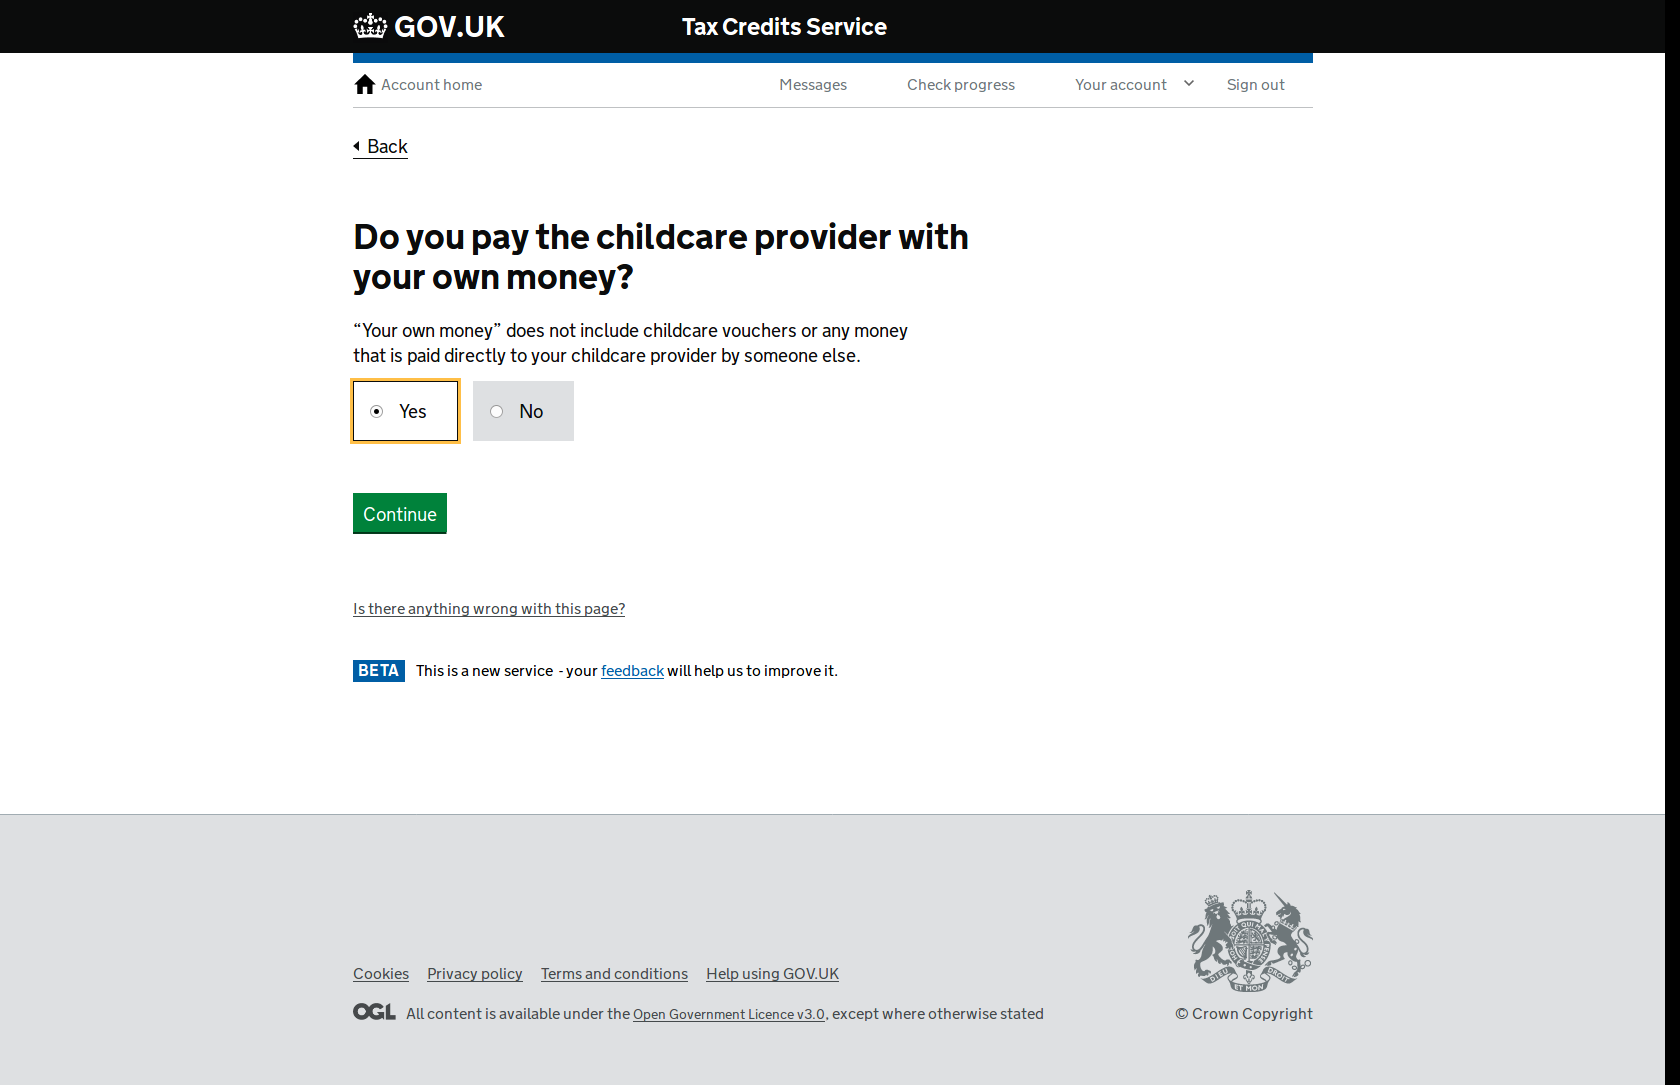 GOV.UK
Tax Credits Service
Account home
Messages
Check progress
Your account
Sign out
Back
Do you pay the childcare provider with
your own money?
“Your own money” does not include childcare vouchers or any money
that is paid directly to your childcare provider by someone else.
Yes
No
Continue
Is there anything wrong with this page?
BETA This is a new service - your feedback will help us to improve it.
Cookies
Privacy policy
Terms and conditions
Help using GOV.UK
OGL All content is available under the Open Government Licence v3.0, except where otherwise stated
DIEU
ET MON
DROIT
© Crown Copyright